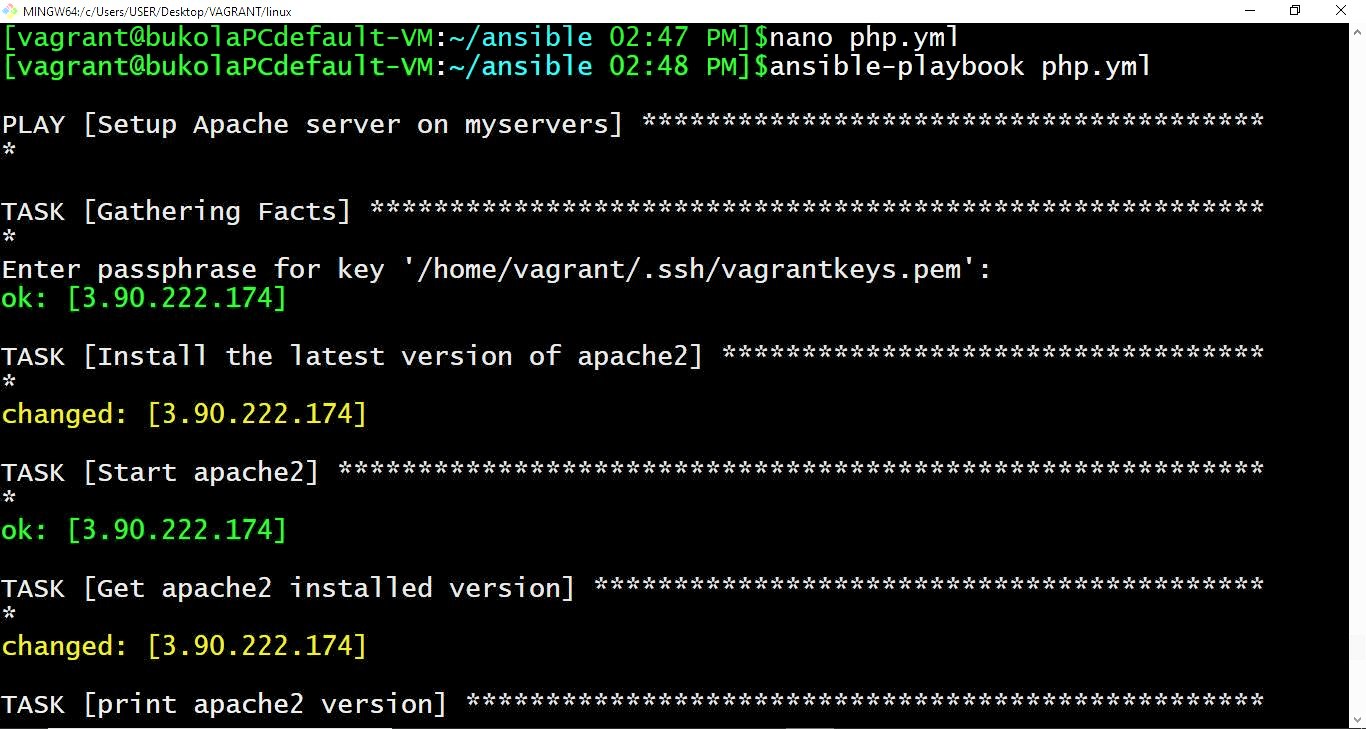 MINGW64:/c/Users/USER/Desktop/VAGRANT/linux
[vagrant@bukolaPCdefault-VM:~/ansible 02:47 PM]$nano php.yml
[vagrant@bukolaPCdefault-VM:~/ansible 02:48 PM]$ansible-playbook php.yml
PLAY [Setup Apache server on myservers] ***************************************
*
TASK [Gathering Facts] ********************************************************
*
Enter passphrase for key '/home/vagrant/.ssh/vagrantkeys.pem':
ok: [3.90.222.174]
TASK [Install the latest version of apache2] **********************************
*
changed: [3.90.222.174]
TASK [Start apache2] **********************************************************
*
ok: [3.90.222.174]
TASK [Get apache2 installed version] ******************************************
*
changed: [3.90.222.174]
TASK [print apache2 version] **************************************************